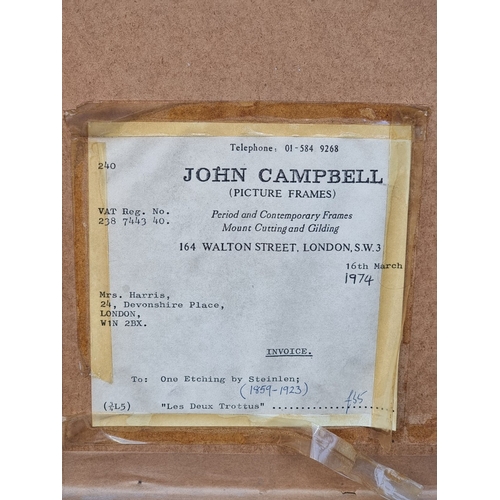 Telephone: 01-584 9268
240
JOHN CAMPBELL
(PICTURE FRAMES)
VAT Reg. No.
238 7443 40.
Period and Contemporary Frames
Mount Cutting and Gilding
164 WALTON STREET, LONDON, S.W.3
16th March
1974
Mrs. Harris,
24, Devonshire Place,
LONDON,
W1N 2BX.
INVOICE.
To: One Etching by Steinlen;
(1859-1923)
"Les Deux Trottus" ....................